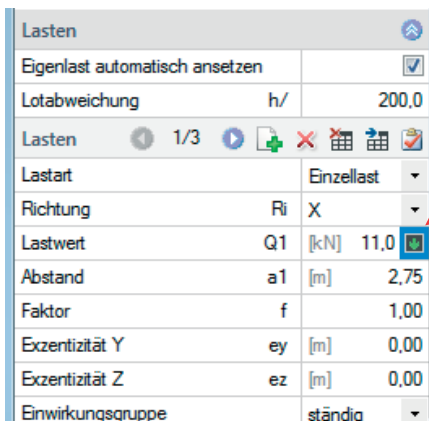 Lasten
Eigenlast automatisch ansetzen
Lotabweichung h/ 200,0
Lasten 1/3
Lastart Einzellast
Richtung Ri X
Lastwert Q1 [kN] 11,0
Abstand a1 [m] 2,75
Faktor f 1,00
Exzentizität Y ey [m] 0,00
Exzentizität Z ez [m] 0,00
Einwirkungsgruppe ständig